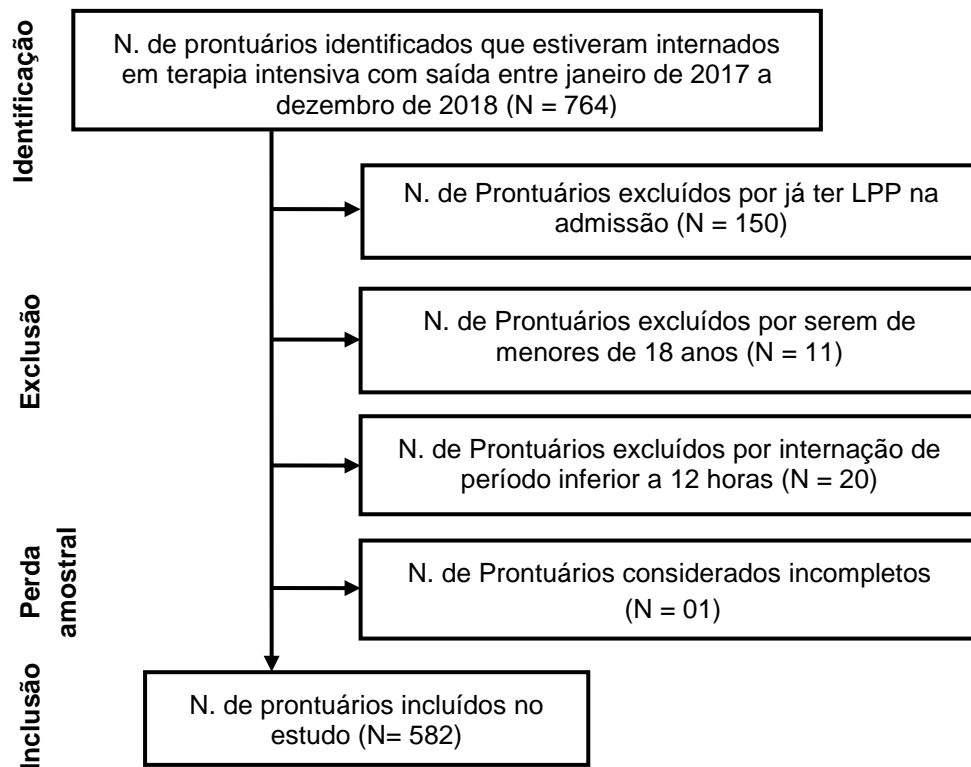 Identificação
N. de prontuários identificados que estiveram internados
em terapia intensiva com saída entre janeiro de 2017 a
dezembro de 2018 (N = 764)
Exclusão
N. de Prontuários excluídos por já ter LPP na
admissão (N = 150)
N. de Prontuários excluídos por serem de
menores de 18 anos (N = 11)
N. de Prontuários excluídos por internação de
período inferior a 12 horas (N = 20)
Perda
amostral
N. de Prontuários considerados incompletos
(N = 01)
Inclusão
N. de prontuários incluídos no
estudo (N= 582)